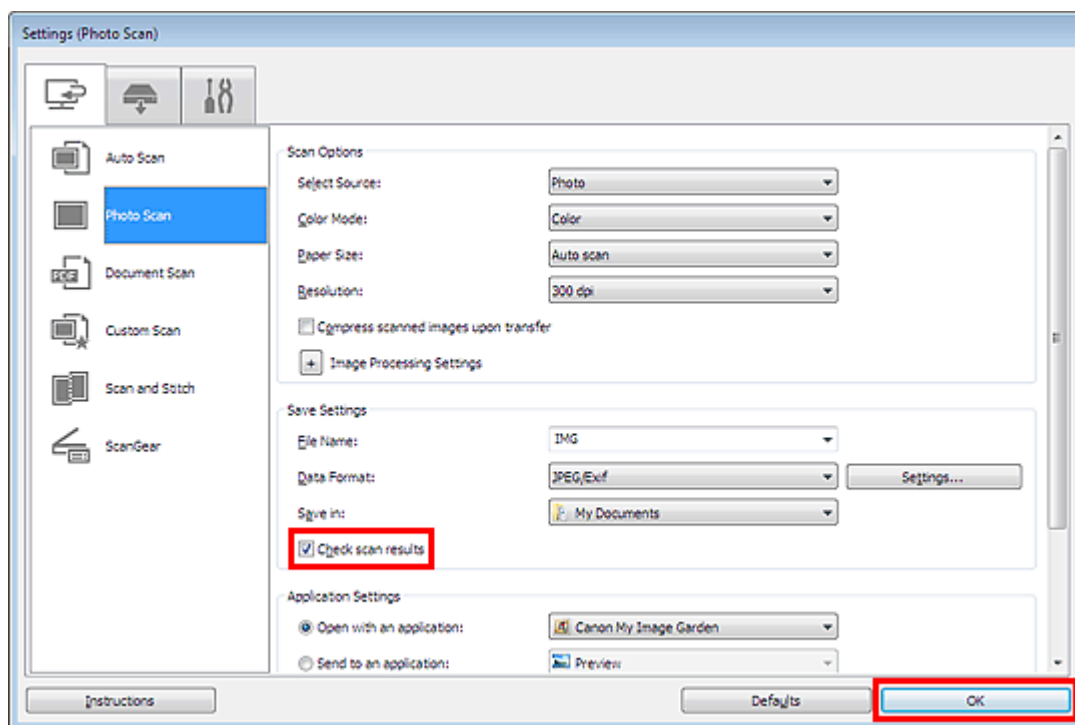 Settings (Photo Scan)
Auto Scan
Photo Scan
PDF
Document Scan
Custom Scan
Scan and Stitch
ScanGear
Scan Options
Select Source: Photo
Color Mode: Color
Paper Size: Auto scan
Resolution: 300 dpi
Compress scanned images upon transfer
+ Image Processing Settings
Save Settings
File Name: IMG
Data Format: JPEG/Exif Settings...
Save in: My Documents
Check scan results
Application Settings
Open with an application: Canon My Image Garden
Send to an application: Preview
Instructions Defaults OK